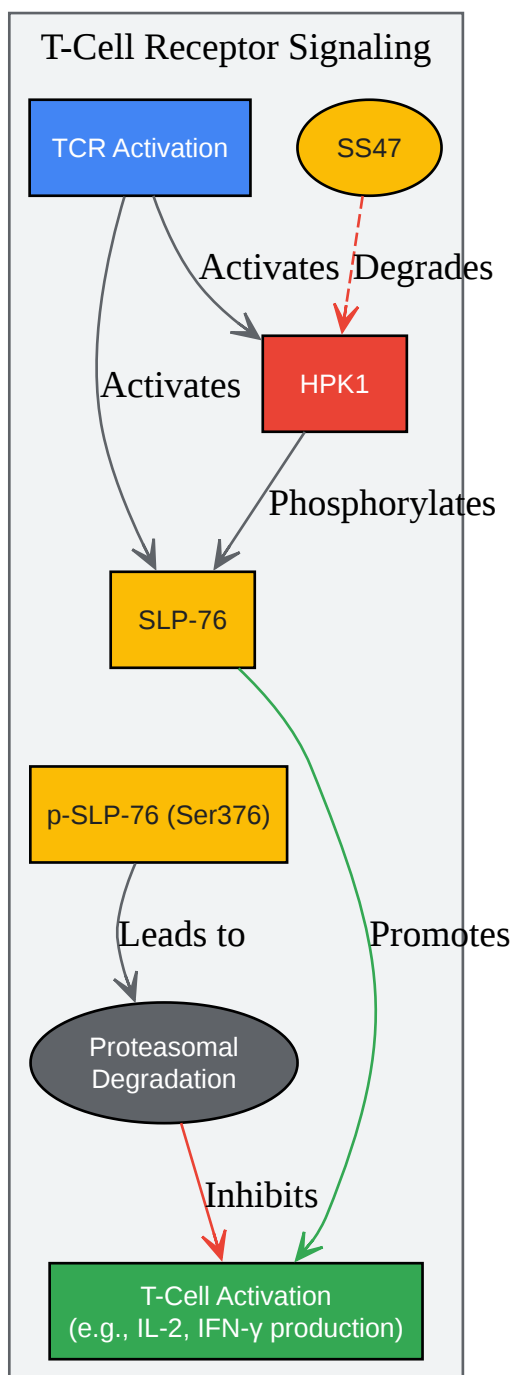 T-Cell Receptor Signaling
TCR Activation
SS47
Activates
Degrades
HPK1
Activates
Phosphorylates
SLP-76
p-SLP-76 (Ser376)
Leads to
Promotes
Proteasomal
Degradation
Inhibits
T-Cell Activation
(e.g., IL-2, IFN-γ production)